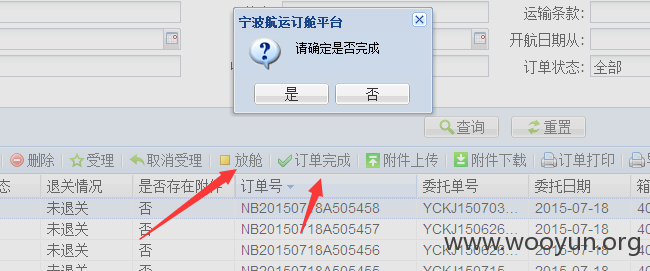 宁波航运订舱平台
运输条款:
请确定是否完成
开航日期从:
是 否
订单状态: 全部
查询 重置
删除 受理 取消受理 放舱 订单完成 附件上传 附件下载 订单打印
态 退关情况 是否存在附件 订单号 委托单号 委托日期 箱
未退关 否 NB20150718A505458 YCKJ150703... 2015-07-18 40
未退关 否 NB20150718A505457 YCKJ150626... 2015-07-18 40
未退关 否 NB20150718A505456 YCKJ150626... 2015-07-18
未退关 否 NB20150718A505455 YCKJ150715... 2015-07-18 40
www.wooyun.org